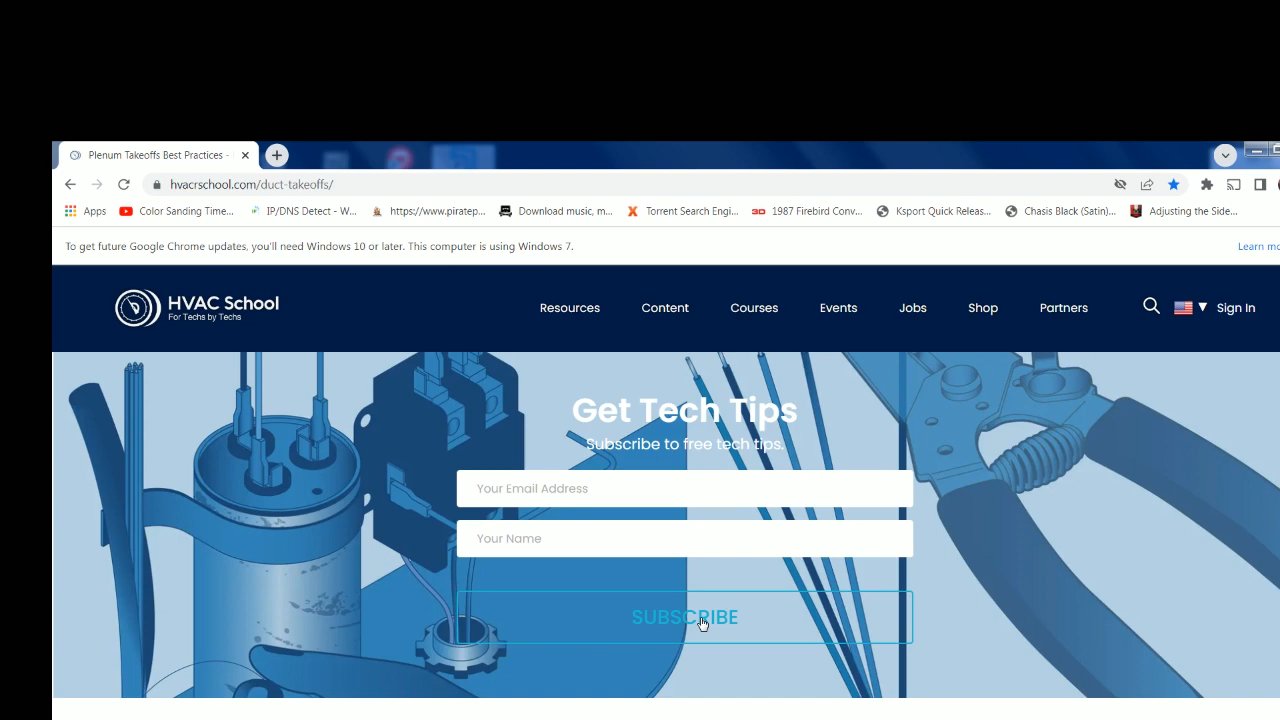 Plenum Takeoffs Best Practices -
hvacrschool.com/duct-takeoffs/
Apps Color Sanding Time... IP/DNS Detect - W... https://www.piratep... Download music, m... Torrent Search Engi... 1987 Firebird Conv... Ksport Quick Releas... Chasis Black (Satin)... Adjusting the Side...
To get future Google Chrome updates, you'll need Windows 10 or later. This computer is using Windows 7. Learn mo
HVAC School
For Techs by Techs
Resources Content Courses Events Jobs Shop Partners Sign In
Get Tech Tips
Subscribe to free tech tips.
Your Email Address
Your Name
SUBSCRIBE